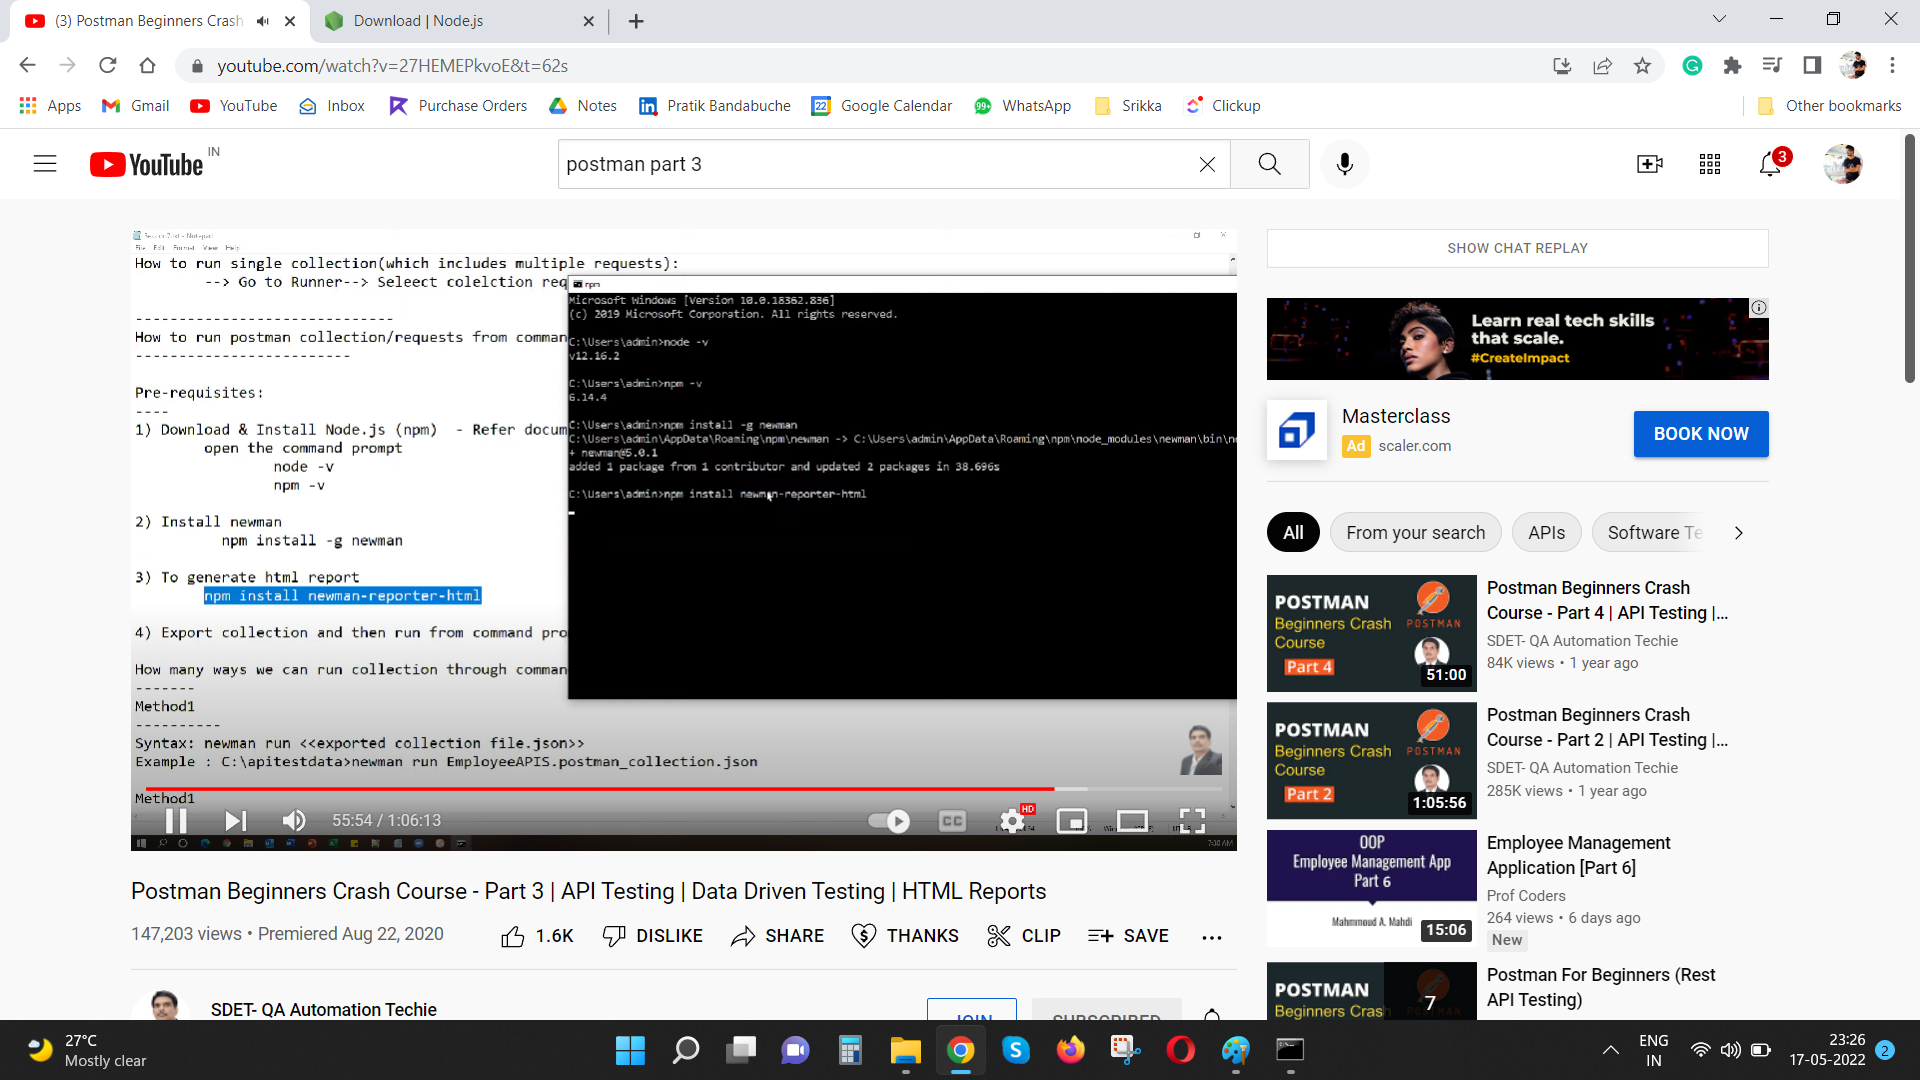 (3) Postman Beginners Crash
Download | Node.js
youtube.com/watch?v=27HEMEPkvoE&t=62s
Apps
Gmail
YouTube
Inbox
Purchase Orders
Notes
Pratik Bandabuche
22
Google Calendar
99+
WhatsApp
Srikka
Clickup
Other bookmarks
YouTube
IN
postman part 3
3
File Edit Format View Help
How to run single collection(which includes multiple requests):
--> Go to Runner--> Seleect colelction req
-----------------------------
How to run postman collection/requests from comman
-------------------------
Pre-requisites:
----
1) Download & Install Node.js (npm) - Refer docum
open the command prompt
node -v
npm -v
2) Install newman
npm install -g newman
3) To generate html report
npm install newman-reporter-html
4) Export collection and then run from command pro
How many ways we can run collection through comman
-------
Method1
----------
Syntax: newman run <<exported collection file.json>>
Example : C:\apitestdata>newman run EmployeeAPIS.postman_collection.json
Method1
npm
Microsoft Windows [Version 10.0.18362.836]
(c) 2019 Microsoft Corporation. All rights reserved.
C:\Users\admin>node -v
v12.16.2
C:\Users\admin>npm -v
6.14.4
C:\Users\admin>npm install -g newman
C:\Users\admin\AppData\Roaming\npm\newman -> C:\Users\admin\AppData\Roaming\npm\node_modules\newman\bin\ne
+ newman@5.0.1
added 1 package from 1 contributor and updated 2 packages in 38.696s
C:\Users\admin>npm install newman-reporter-html
55:54 / 1:06:13
CC
HD
7:30 AM
Postman Beginners Crash Course - Part 3 | API Testing | Data Driven Testing | HTML Reports
147,203 views • Premiered Aug 22, 2020
1.6K
DISLIKE
SHARE
THANKS
CLIP
SAVE
SDET- QA Automation Techie
JOIN
SUBSCRIBED
SHOW CHAT REPLAY
Learn real tech skills
that scale.
#CreateImpact
Masterclass
Ad scaler.com
BOOK NOW
All
From your search
APIs
Software Te
POSTMAN
Beginners Crash
Course
Part 4
POSTMAN
51:00
Postman Beginners Crash
Course - Part 4 | API Testing |...
SDET- QA Automation Techie
84K views • 1 year ago
POSTMAN
Beginners Crash
Course
Part 2
POSTMAN
1:05:56
Postman Beginners Crash
Course - Part 2 | API Testing |...
SDET- QA Automation Techie
285K views • 1 year ago
OOP
Employee Management App
Part 6
Mahmmoud A. Mahdi
15:06
Employee Management
Application [Part 6]
Prof Coders
264 views • 6 days ago
New
POSTMAN
Beginners Crash
7
Postman For Beginners (Rest
API Testing)
27°C
Mostly clear
ENG
IN
23:26
17-05-2022
2